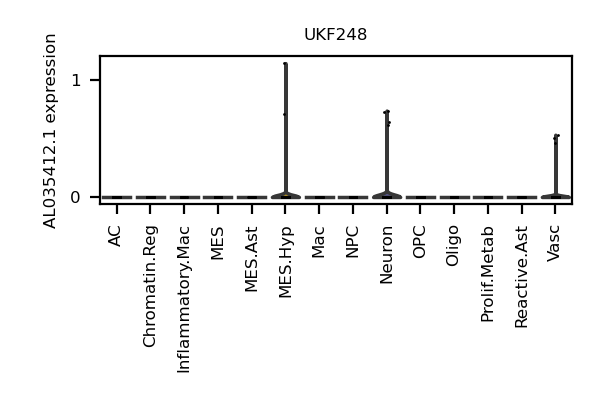 UKF248
AL035412.1 expression
1
0
AC
Chromatin.Reg
Inflammatory.Mac
MES
MES.Ast
MES.Hyp
Mac
NPC
Neuron
OPC
Oligo
Prolif.Metab
Reactive.Ast
Vasc